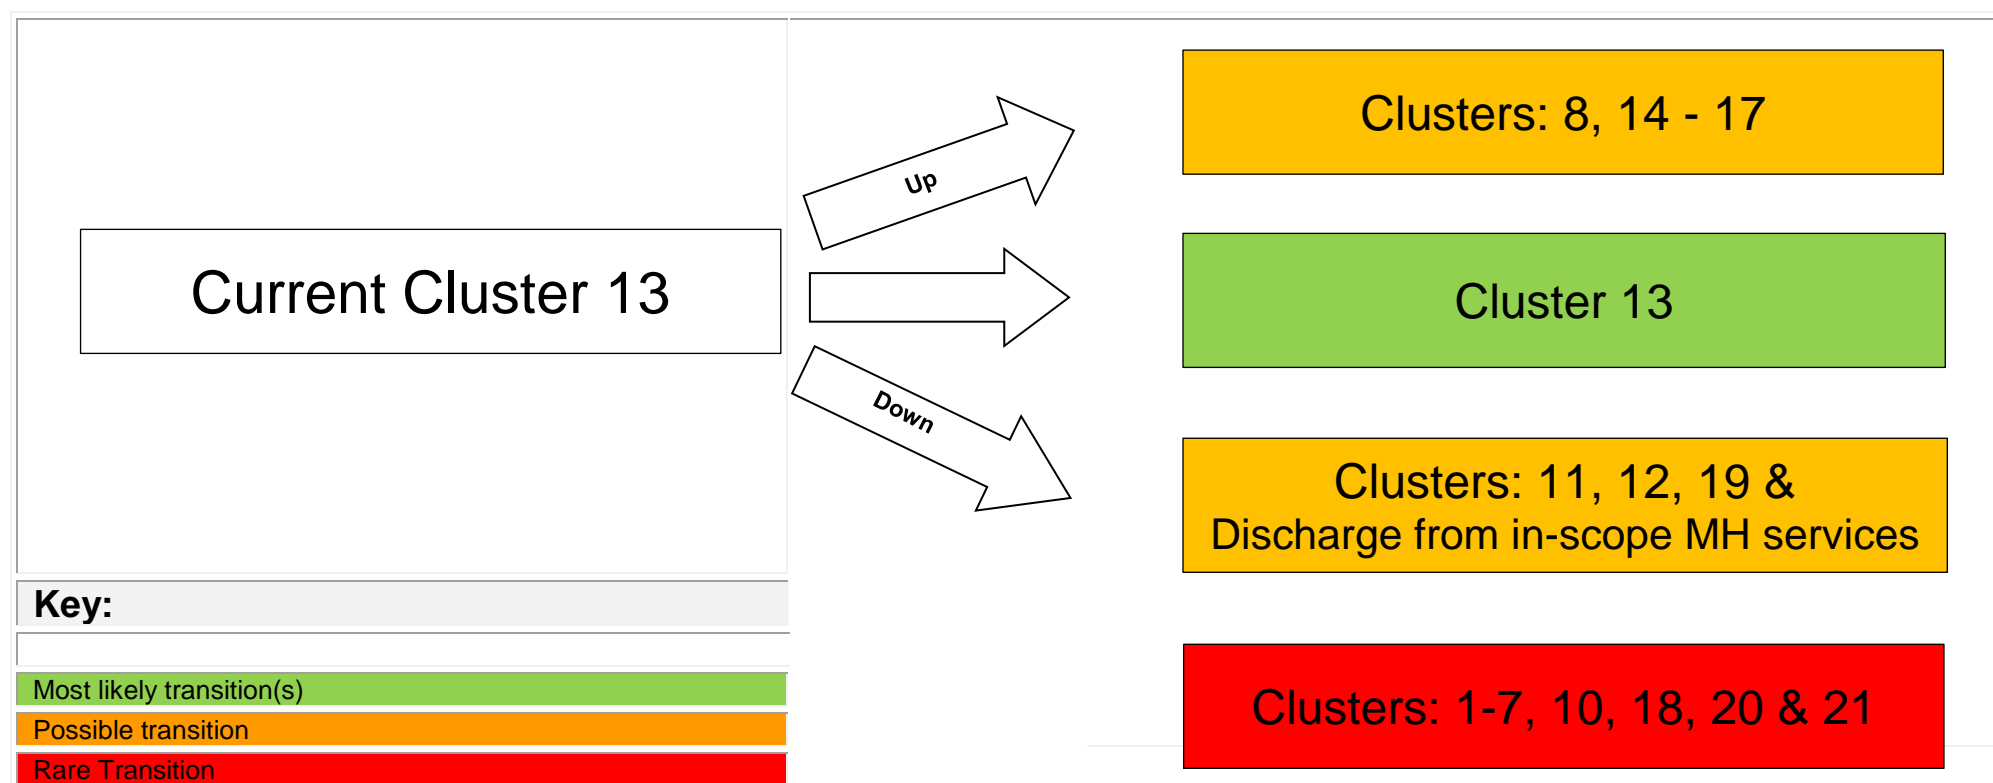 Current Cluster 13
Up
Down
Clusters: 8, 14 - 17
Cluster 13
Clusters: 11, 12, 19 &
Discharge from in-scope MH services
Clusters: 1-7, 10, 18, 20 & 21
Key:
Most likely transition(s)
Possible transition
Rare Transition